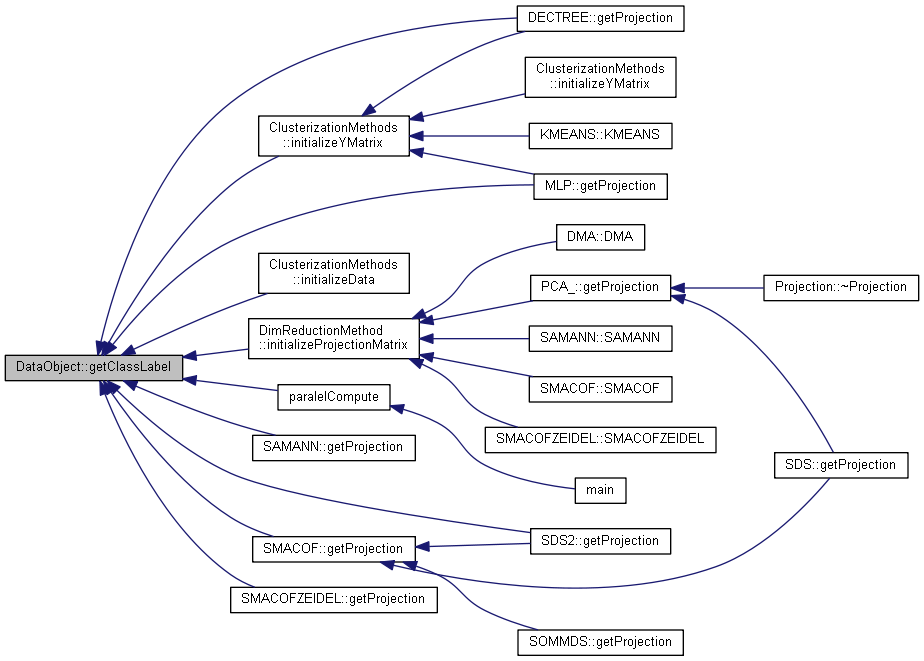 DECTREE::getProjection
ClusterizationMethods
::initializeYMatrix
ClusterizationMethods
::initializeYMatrix
KMEANS::KMEANS
MLP::getProjection
DMA::DMA
ClusterizationMethods
::initializeData
PCA_::getProjection
Projection::~Projection
DimReductionMethod
::initializeProjectionMatrix
SAMANN::SAMANN
DataObject::getClassLabel
SMACOF::SMACOF
paralelCompute
SMACOFZEIDEL::SMACOFZEIDEL
SAMANN::getProjection
SDS::getProjection
main
SDS2::getProjection
SMACOF::getProjection
SMACOFZEIDEL::getProjection
SOMMDS::getProjection